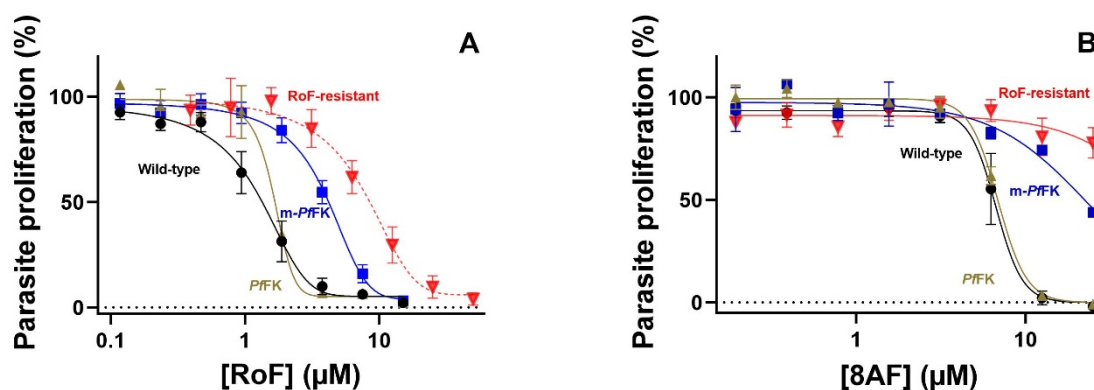 A
Parasite proliferation (%)
100
50
0
RoF-resistant
Wild-type
m-PfFK
PfFK
0.1 1 10
[RoF] (µM)
B
Parasite proliferation (%)
100
50
0
RoF-resistant
Wild-type
m-PfFK
PfFK
1 10
[8AF] (µM)